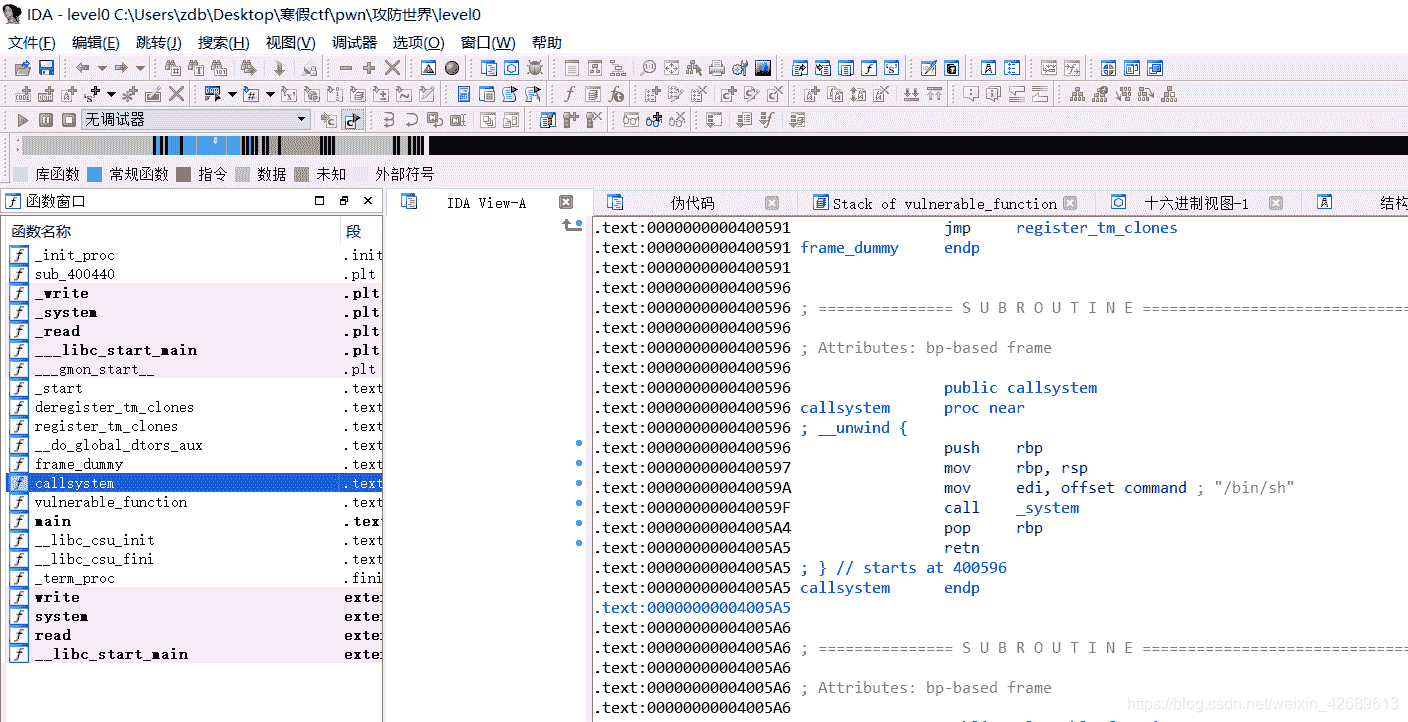 IDA - level0 C:\Users\zdb\Desktop\寒假ctf\pwn\攻防世界\level0
文件(F) 编辑(E) 跳转(J) 搜索(H) 视图(V) 调试器 选项(O) 窗口(W) 帮助
无调试器
库函数 常规函数 指令 数据 未知 外部符号
函数窗口
函数名称 段
_init_proc .init
sub_400440 .plt
_write .plt
_system .plt
_read .plt
___libc_start_main .plt
___gmon_start__ .plt
_start .text
deregister_tm_clones .text
register_tm_clones .text
__do_global_dtors_aux .text
frame_dummy .text
callsystem .text
vulnerable_function .text
main .text
__libc_csu_init .text
__libc_csu_fini .text
_term_proc .fini
write exte
system exte
read exte
__libc_start_main exte
IDA View-A 伪代码 Stack of vulnerable_function 十六进制视图-1 结构
.text:0000000000400591 jmp register_tm_clones
.text:0000000000400591 frame_dummy endp
.text:0000000000400591
.text:0000000000400596
.text:0000000000400596 ; =============== S U B R O U T I N E ==============================
.text:0000000000400596
.text:0000000000400596 ; Attributes: bp-based frame
.text:0000000000400596
.text:0000000000400596 public callsystem
.text:0000000000400596 callsystem proc near
.text:0000000000400596 ; __unwind {
.text:0000000000400596 push rbp
.text:0000000000400597 mov rbp, rsp
.text:000000000040059A mov edi, offset command ; "/bin/sh"
.text:000000000040059F call _system
.text:00000000004005A4 pop rbp
.text:00000000004005A5 retn
.text:00000000004005A5 ; } // starts at 400596
.text:00000000004005A5 callsystem endp
.text:00000000004005A5
.text:00000000004005A6
.text:00000000004005A6 ; =============== S U B R O U T I N E ==============================
.text:00000000004005A6
.text:00000000004005A6 ; Attributes: bp-based frame
.text:00000000004005A6
https://blog.csdn.net/weixin_42689613